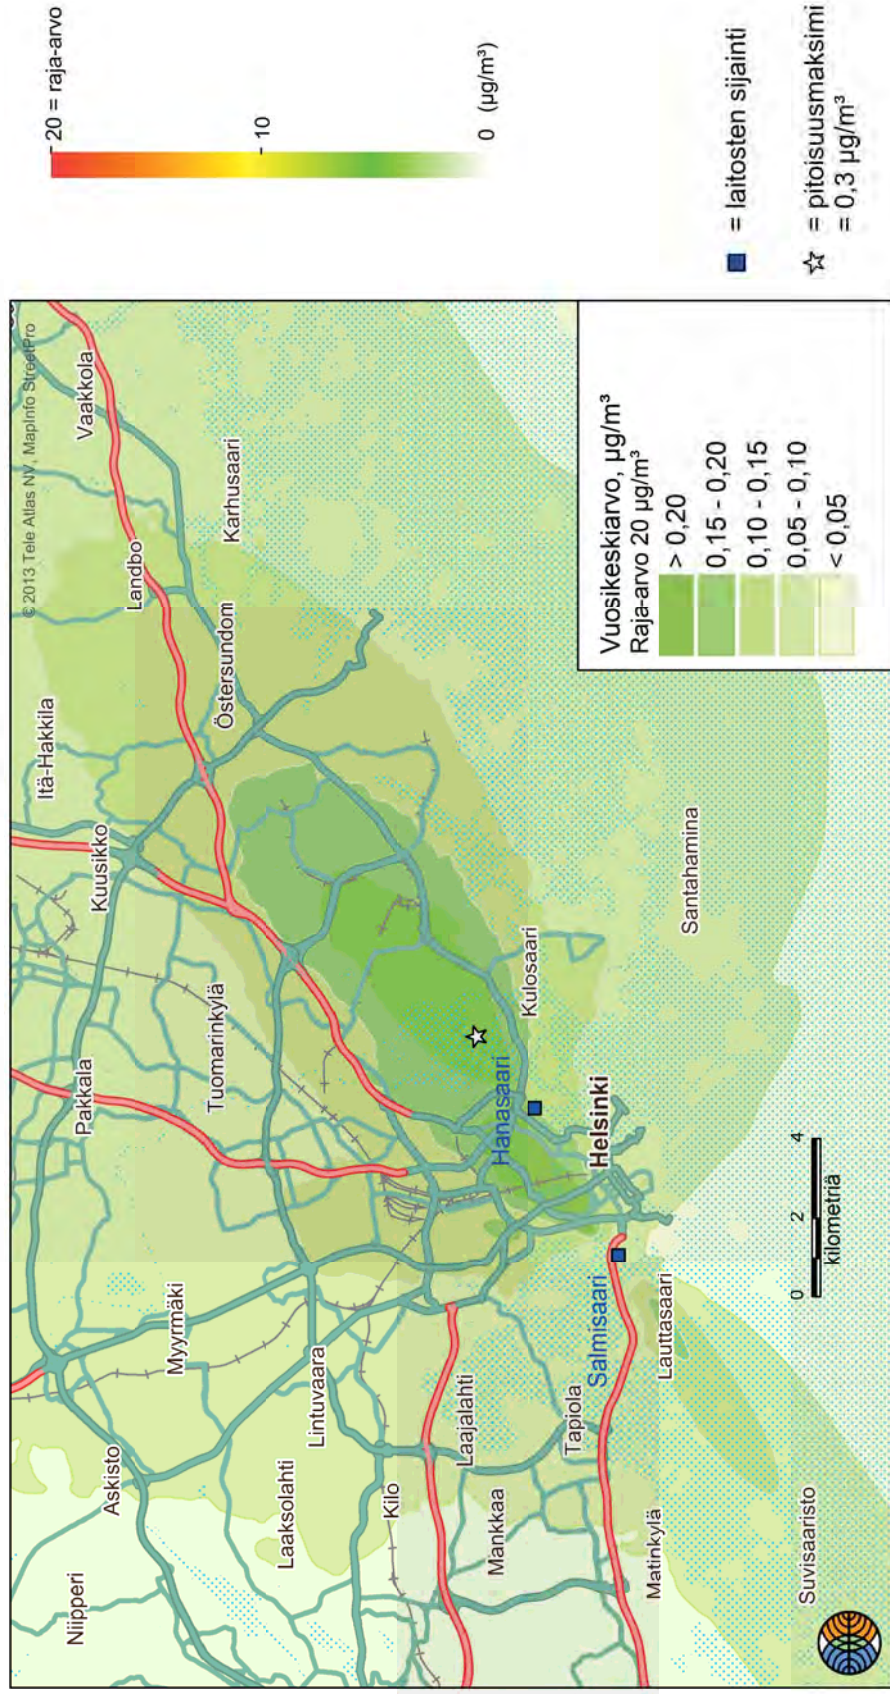 © 2013 Tele Atlas NV, MapInfo StreetPro
Vaakkola
Landbo
Karhusaari
Itä-Hakkila
Östersundom
Kuusikko
Pakkala
Tuomarinkylä
Kulosaari
Santahamina
Hanasaari
Helsinki
Myyrmäki
Askisto
Lintuvaara
Laaksolahti
Niipperi
Kilo
Laajalahti
Mankkaa
Tapiola
Salmisaari
Lauttasaari
Matinkylä
Suvisaaristo
0 2 4
kilometriä
Vuosikeskiarvo, µg/m³
Raja-arvo 20 µg/m³
> 0,20
0,15 - 0,20
0,10 - 0,15
0,05 - 0,10
< 0,05
20 = raja-arvo
10
0 (µg/m³)
= laitosten sijainti
= pitoisuusmaksimi
= 0,3 µg/m³